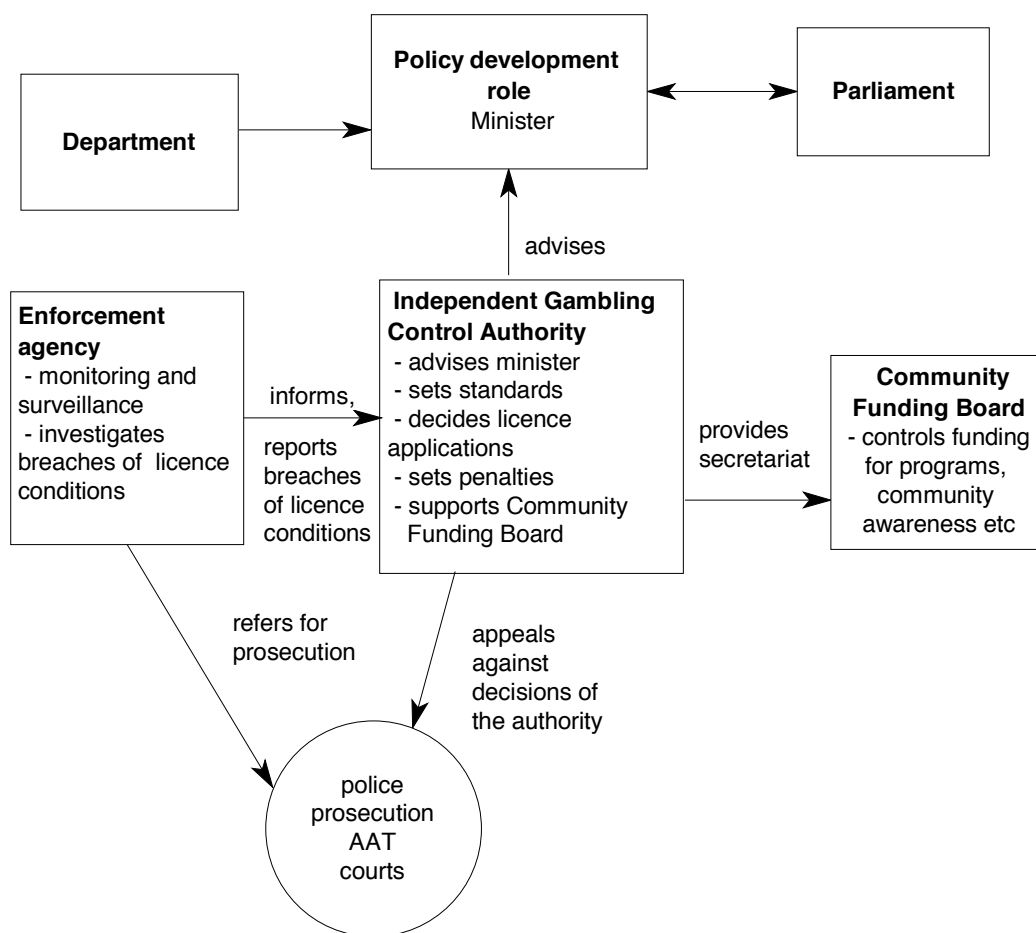 Policy development
role
Minister
Parliament
Department
advises
Enforcement
agency
- monitoring and
surveillance
- investigates
breaches of licence
conditions
informs,
reports
breaches
of licence
conditions
Independent Gambling
Control Authority
- advises minister
- sets standards
- decides licence
applications
- sets penalties
- supports Community
Funding Board
provides
secretariat
Community
Funding Board
- controls funding
for programs,
community
awareness etc
refers for
prosecution
appeals
against
decisions of
the authority
police
prosecution
AAT
courts